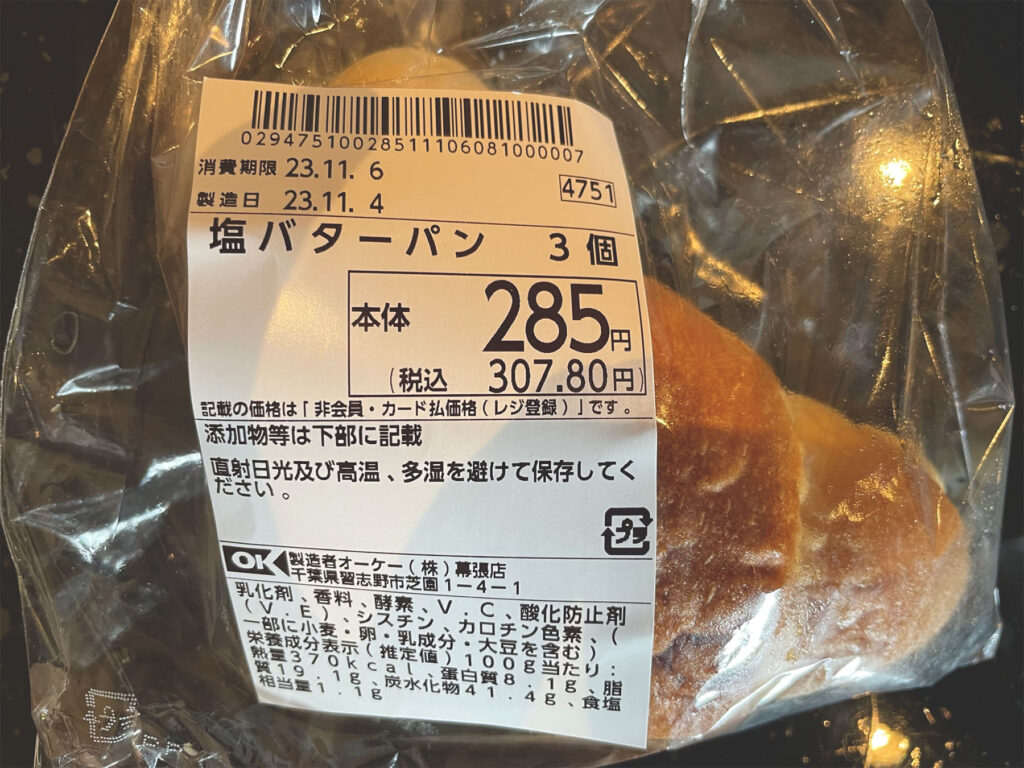 0294751002851110608100000７
消費期限 23.11. 6
製造日 23.11. 4
4751
塩バターパン 3個
本体 285円
(税込 307.80円)
記載の価格は「非会員・カード払価格(レジ登録)」です。
添加物等は下部に記載
直射日光及び高温、多湿を避けて保存してく
ださい。
プラ
OK 製造者オーケー(株)幕張店
千葉県習志野市芝園1-4-1
乳化剤、香料、酵素、V.C、酸化防止剤
(V.E)、シスチン、カロチン色素、(
一部に小麦・卵・乳成分・大豆を含む)
栄養成分表示(推定値)100g当たり:
熱量370kcal、蛋白質8.1g、脂
質19.1g、炭水化物41.4g、食塩
相当量1.1g